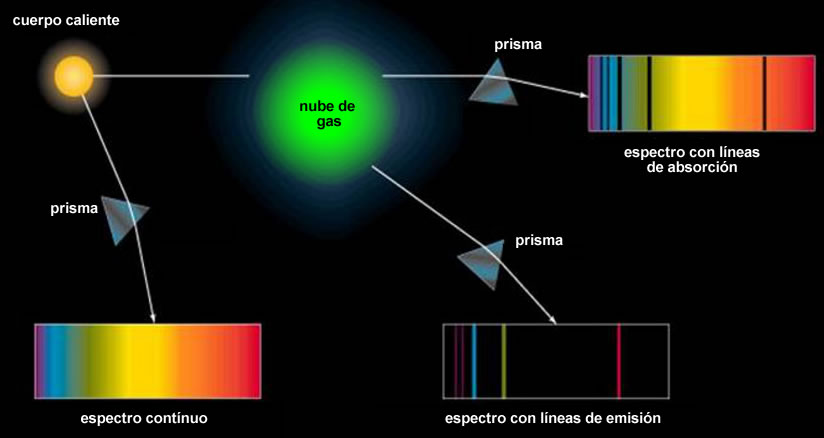 cuerpo caliente
prisma
nube de
gas
espectro con líneas
de absorción
prisma
prisma
espectro contínuo
espectro con líneas de emisión